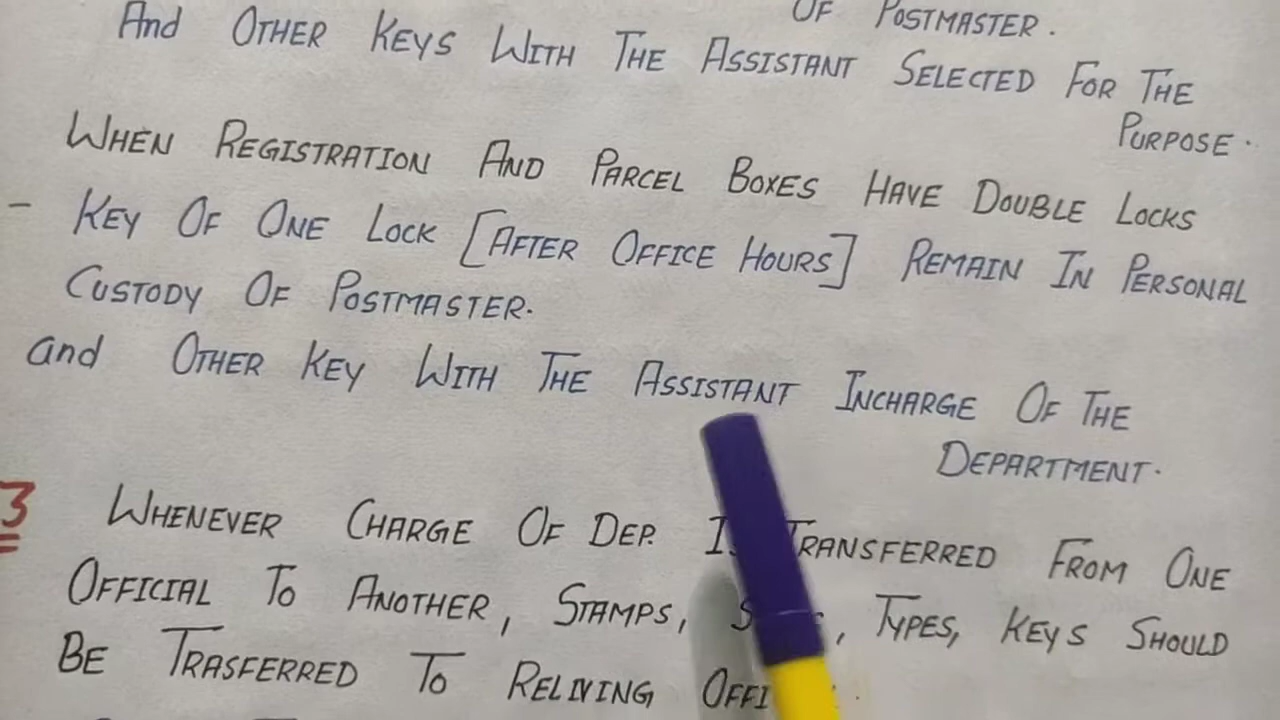 OF POSTMASTER.
And OTHER KEYS WITH THE ASSISTANT SELECTED FOR THE
PURPOSE.
WHEN REGISTRATION AND PARCEL BOXES HAVE DOUBLE LOCKS
- KEY OF ONE LOCK [AFTER OFFICE HOURS] REMAIN IN PERSONAL
CUSTODY OF POSTMASTER.
and OTHER KEY WITH THE ASSISTANT INCHARGE OF THE
DEPARTMENT.
3 WHENEVER CHARGE OF DEP. TRANSFERRED FROM ONE
OFFICIAL TO ANOTHER, STAMPS, , TYPES, KEYS SHOULD
BE TRASFERRED TO RELIVING